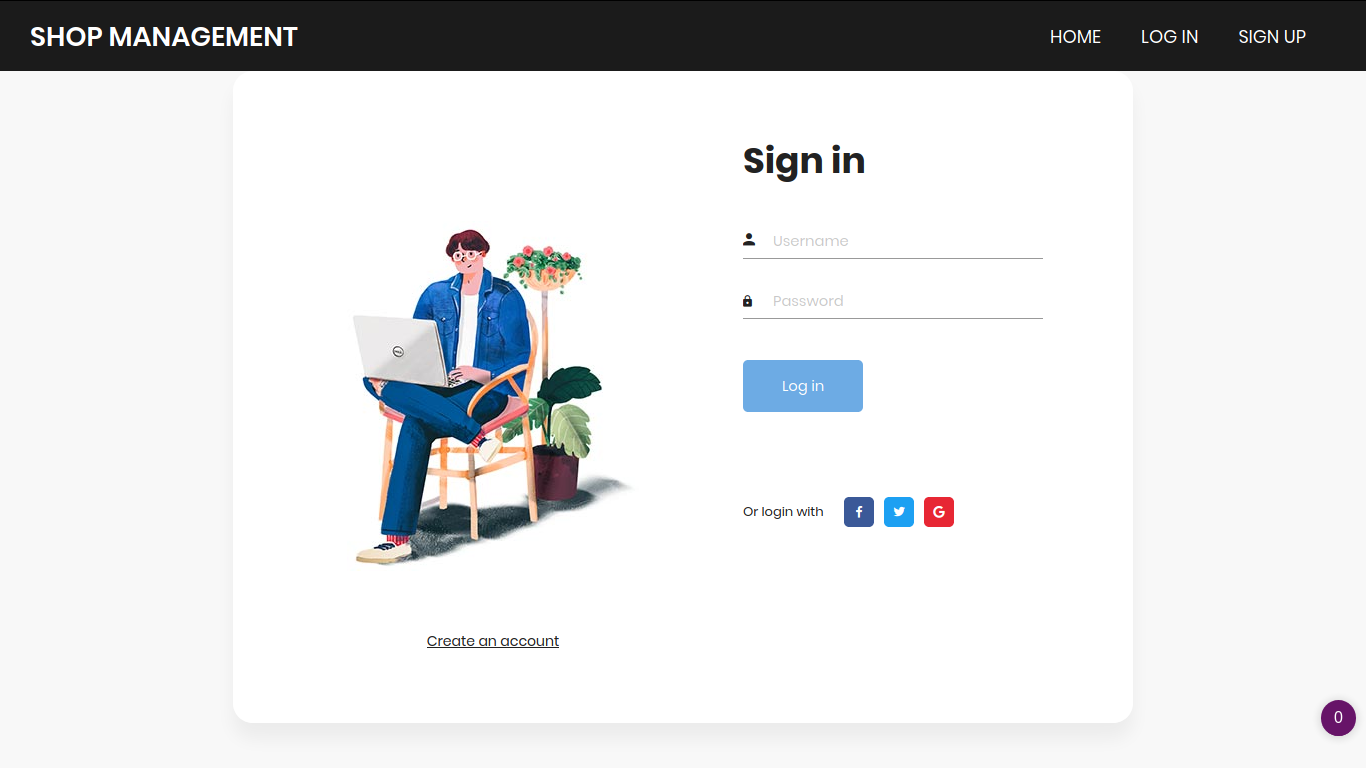 SHOP MANAGEMENT
HOME
LOG IN
SIGN UP
Sign in
Username
Password
Log in
DELL
Or login with
f
G
Create an account
0